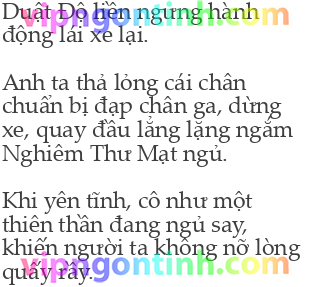 Duật Độ liền ngưng hành
động lái xe lại.
Anh ta thả lỏng cái chân
chuẩn bị đạp chân ga, dừng
xe, quay đầu lẳng lặng ngắm
Nghiêm Thư Mạt ngủ.
Khi yên tĩnh, cô như một
thiên thần đang ngủ say,
khiến người ta không nỡ lòng
quấy rầy.
vipngontinh.com
vipngontinh.com